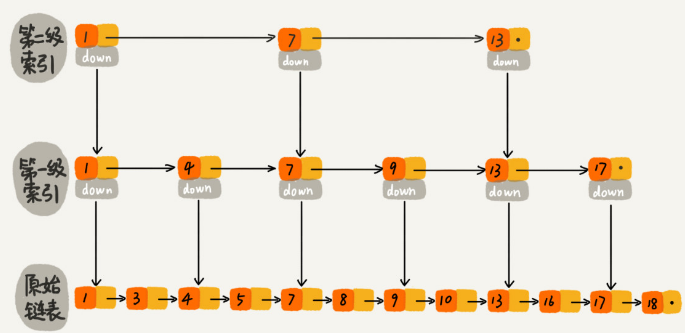 第二级
索引
1 7 13
down down down
第一级
索引
1 4 7 9 13 17
down down down down down down
原始
链表
1 3 4 5 7 8 9 10 13 16 17 18